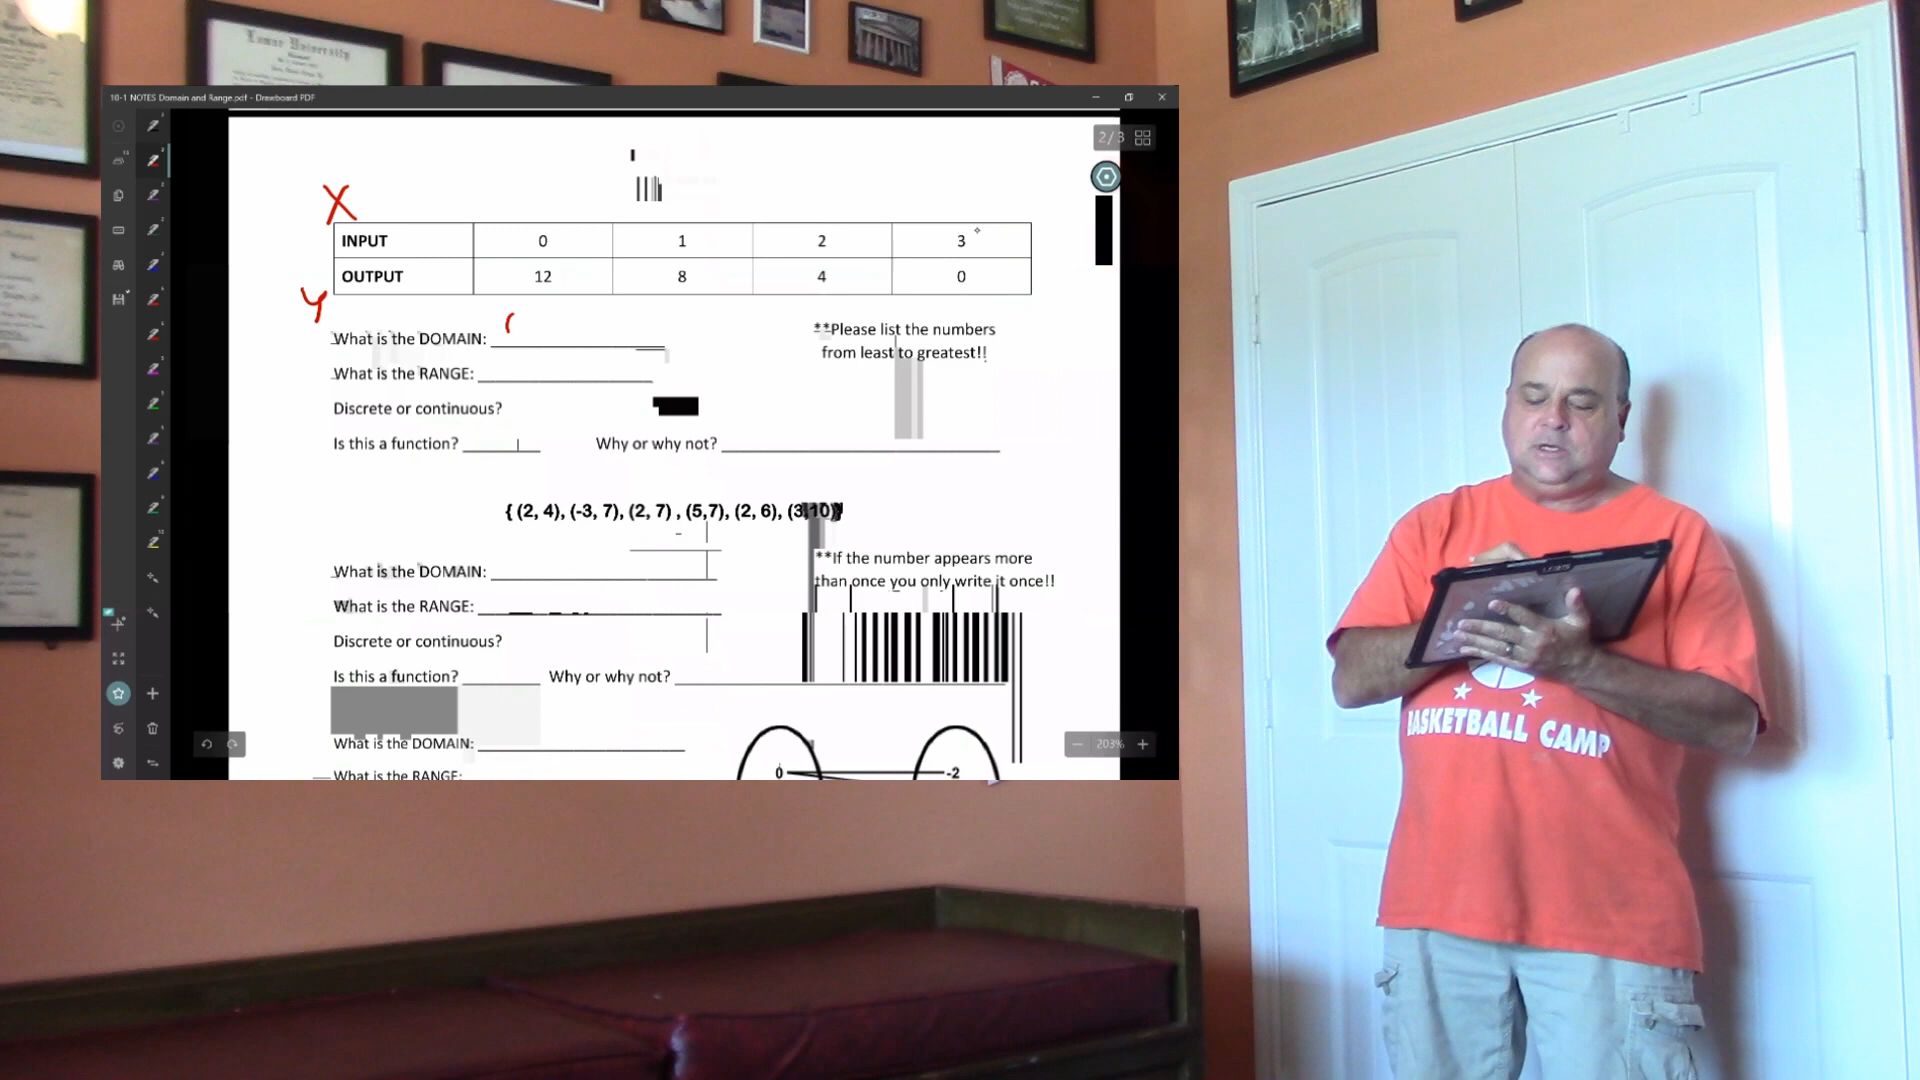 Lamar University
10-1 NOTES Domain and Range.pdf - Drawboard PDF
2/3
X
INPUT 0 1 2 3
OUTPUT 12 8 4 0
Y
What is the DOMAIN:
**Please list the numbers
from least to greatest!!
What is the RANGE:
Discrete or continuous?
Is this a function? Why or why not?
{ (2, 4), (-3, 7), (2, 7) , (5,7), (2, 6), (3,10)}
**If the number appears more
than once you only write it once!!
What is the DOMAIN:
What is the RANGE:
Discrete or continuous?
Is this a function? Why or why not?
What is the DOMAIN:
What is the RANGE:
0 -2
203%
BASKETBALL CAMP